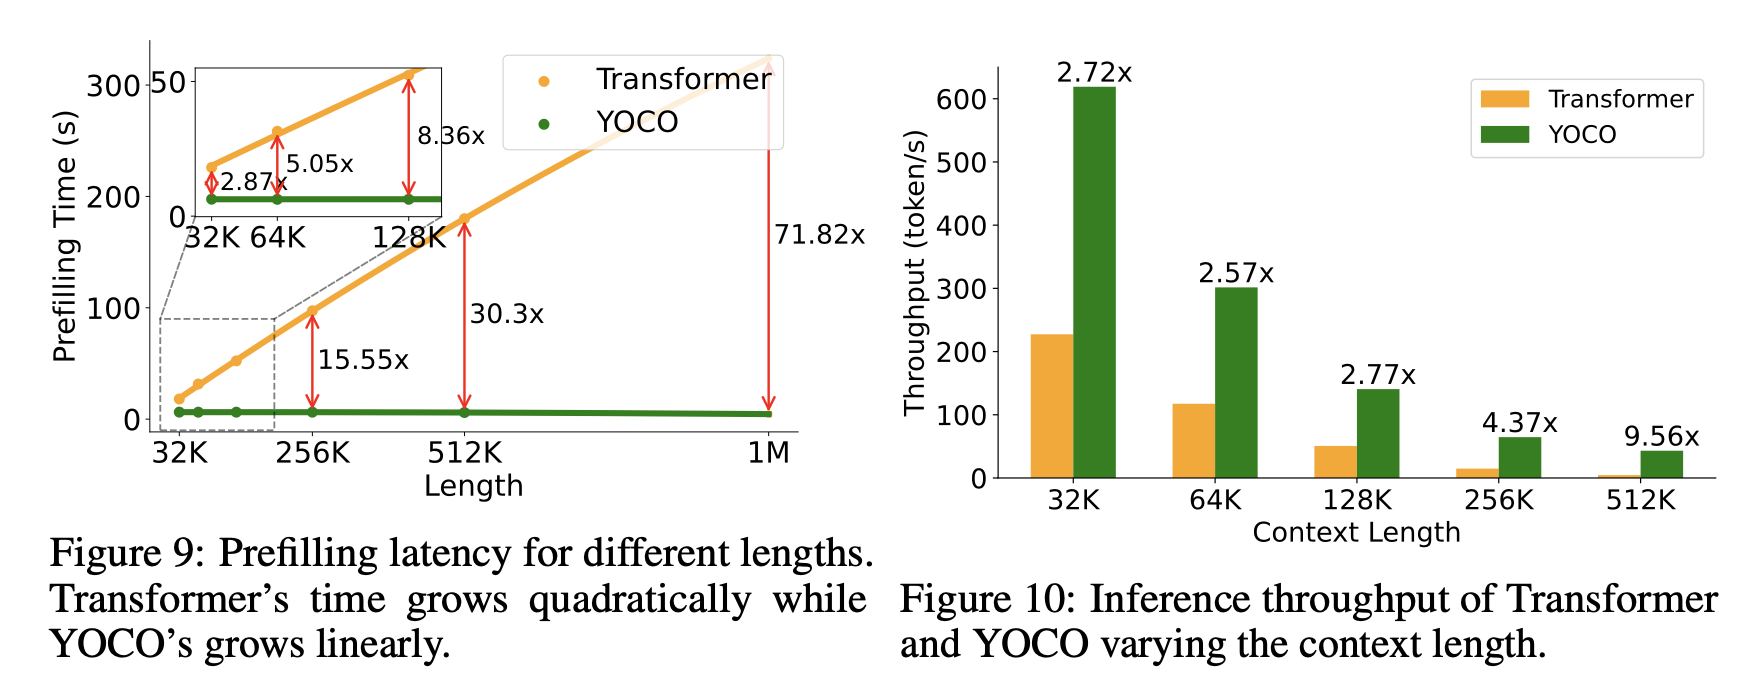 Prefilling Time (s)
300
200
100
0
50
0
32K 64K 128K
2.87x
5.05x
8.36x
Transformer
YOCO
15.55x
30.3x
71.82x
32K 256K 512K 1M
Length
Figure 9: Prefilling latency for different lengths.
Transformer's time grows quadratically while
YOCO's grows linearly.
Throughput (token/s)
600
500
400
300
200
100
0
2.72x
2.57x
2.77x
4.37x
9.56x
Transformer
YOCO
32K 64K 128K 256K 512K
Context Length
Figure 10: Inference throughput of Transformer
and YOCO varying the context length.